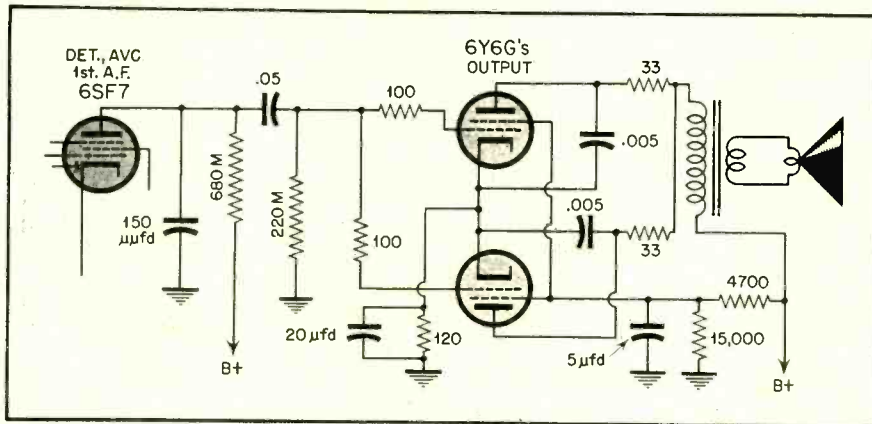 DET., AVC
1st. A.F.
6SF7
.05
6Y6G's
OUTPUT
100
33
.005
680 M
220 M
150
μμfd
100
.005
33
4700
20 μfd
120
5 μfd
15,000
B+
B+